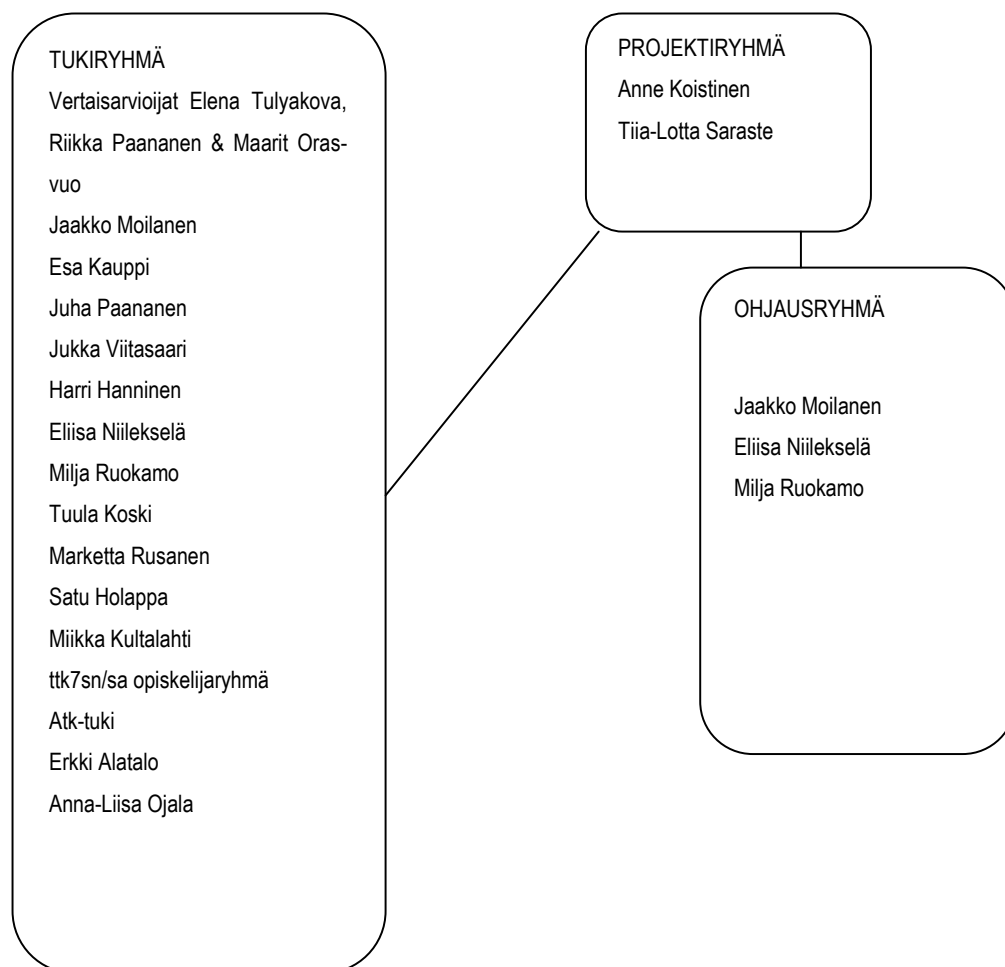 TUKIRYHMÄ
Vertaisarvioijat Elena Tulyakova,
Riikka Paananen & Maarit Oras-
vuo
Jaakko Moilanen
Esa Kauppi
Juha Paananen
Jukka Viitasaari
Harri Hanninen
Eliisa Niilekselä
Milja Ruokamo
Tuula Koski
Marketta Rusanen
Satu Holappa
Miikka Kultalahti
ttk7sn/sa opiskelijaryhmä
Atk-tuki
Erkki Alatalo
Anna-Liisa Ojala
PROJEKTIRYHMÄ
Anne Koistinen
Tiia-Lotta Saraste
OHJAUSRYHMÄ
Jaakko Moilanen
Eliisa Niilekselä
Milja Ruokamo